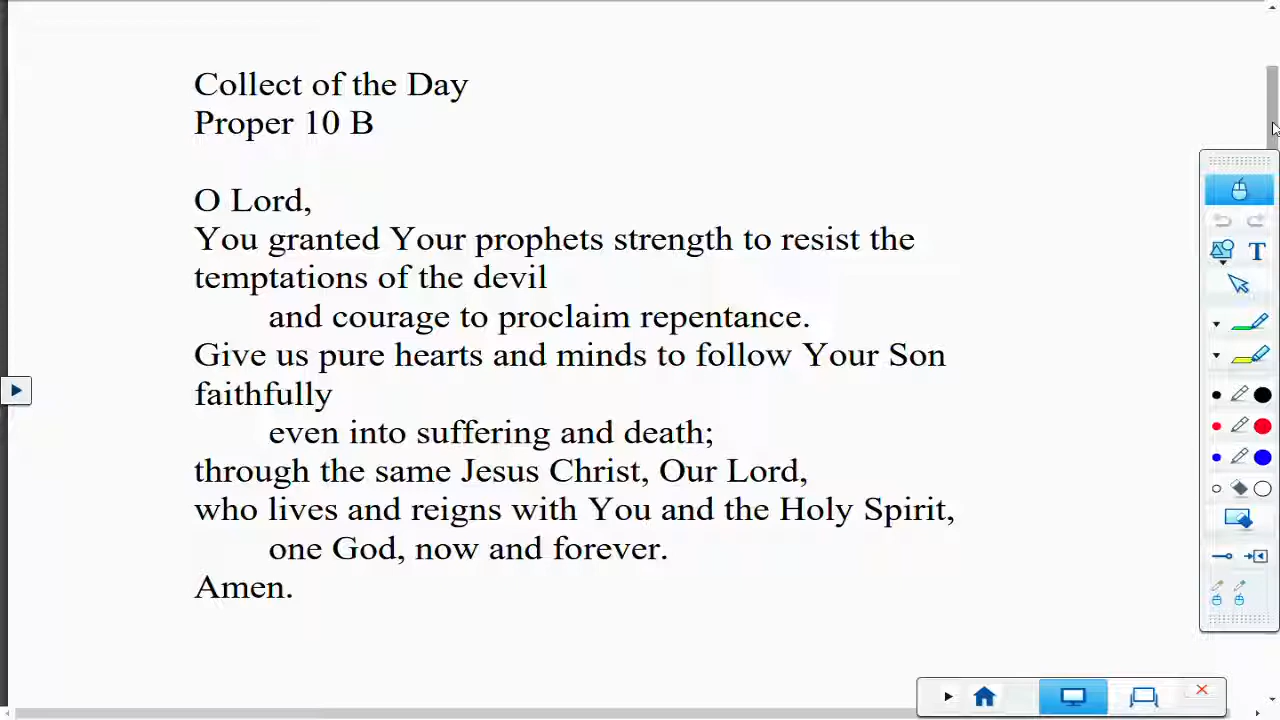 Collect of the Day
Proper 10 B
O Lord,
You granted Your prophets strength to resist the
temptations of the devil
and courage to proclaim repentance.
Give us pure hearts and minds to follow Your Son
faithfully
even into suffering and death;
through the same Jesus Christ, Our Lord,
who lives and reigns with You and the Holy Spirit,
one God, now and forever.
Amen.
T